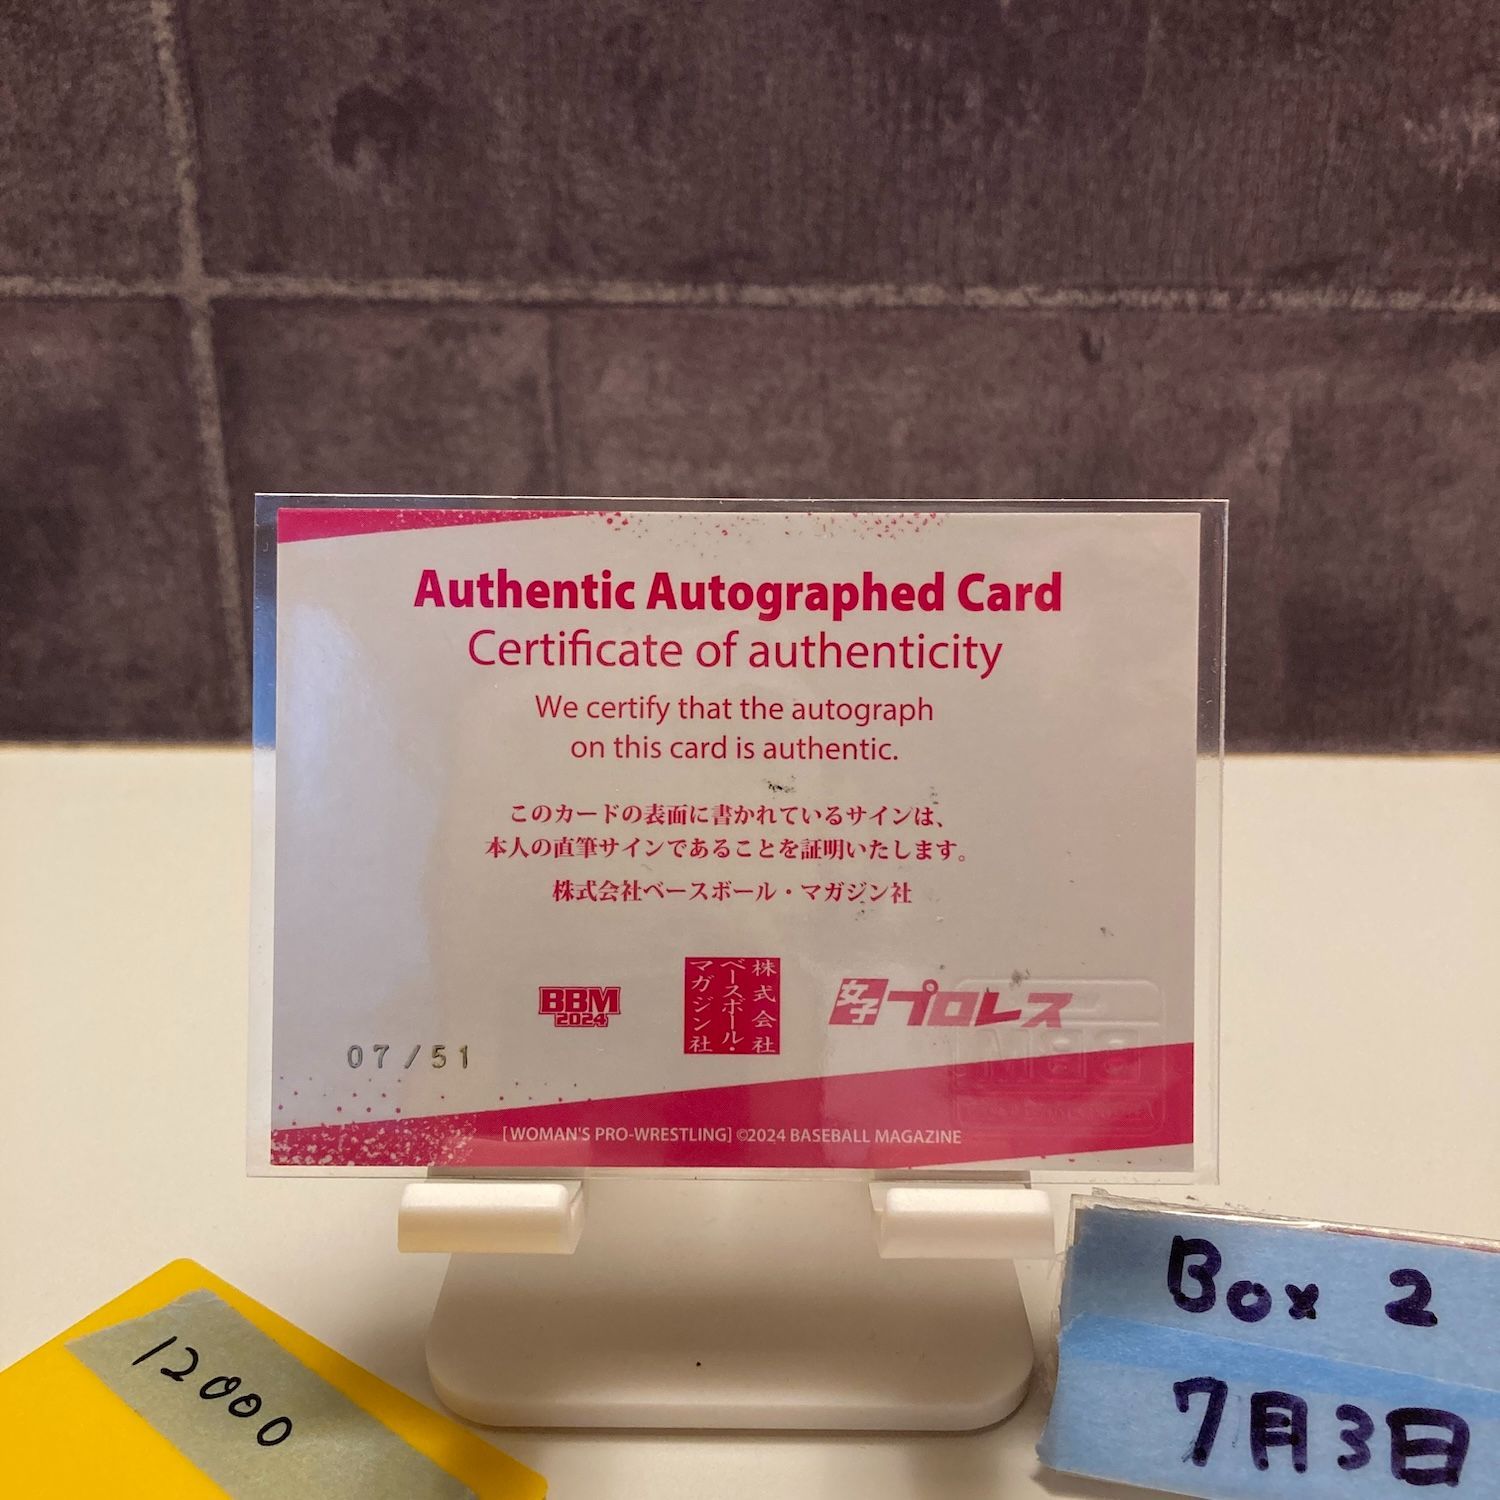 Authentic Autographed Card
Certificate of authenticity
We certify that the autograph
on this card is authentic.
このカードの表面に書かれているサインは、
本人の直筆サインであることを証明いたします。
株式会社ベースボール・マガジン社
BBM
2024
株式会社
ベースボール・
マガジン社
女子プロレス
BBM
07/51
[WOMAN'S PRO-WRESTLING] ©2024 BASEBALL MAGAZINE
12000
Box 2
7月3日